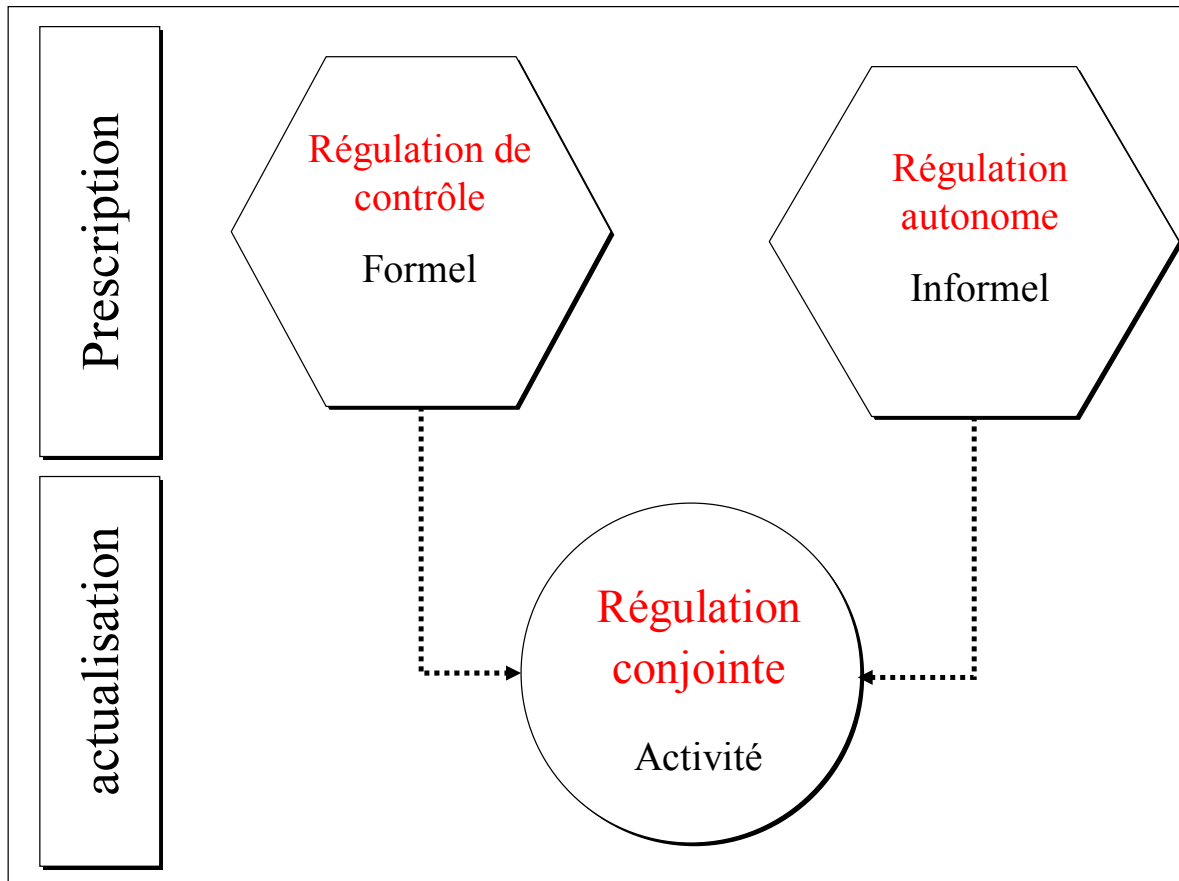 Prescription
Régulation de
contrôle
Formel
Régulation
autonome
Informel
actualisation
Régulation
conjointe
Activité